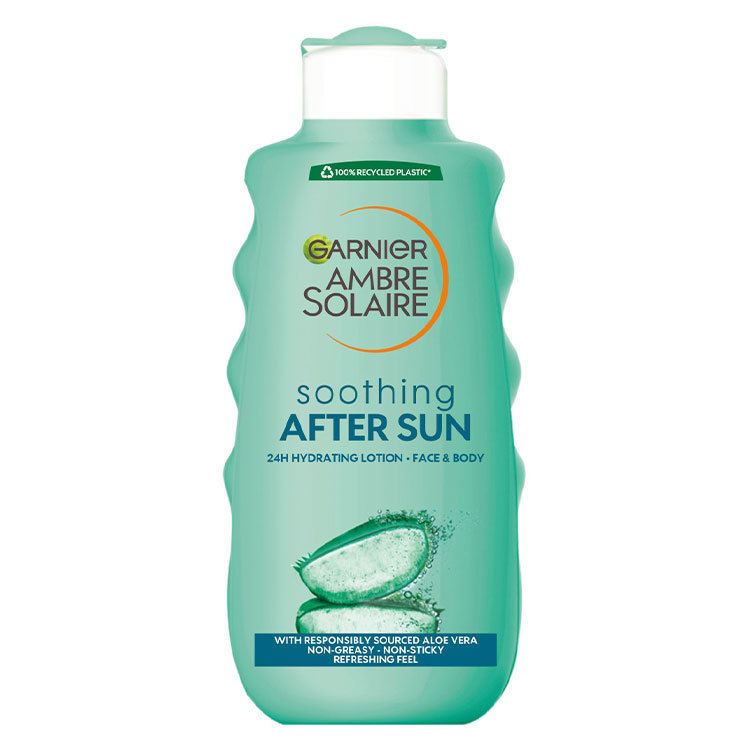 100% RECYCLED PLASTIC*
GARNIER
AMBRE
SOLAIRE
soothing
AFTER SUN
24H HYDRATING LOTION • FACE & BODY
WITH RESPONSIBLY SOURCED ALOE VERA
NON-GREASY - NON-STICKY
REFRESHING FEEL